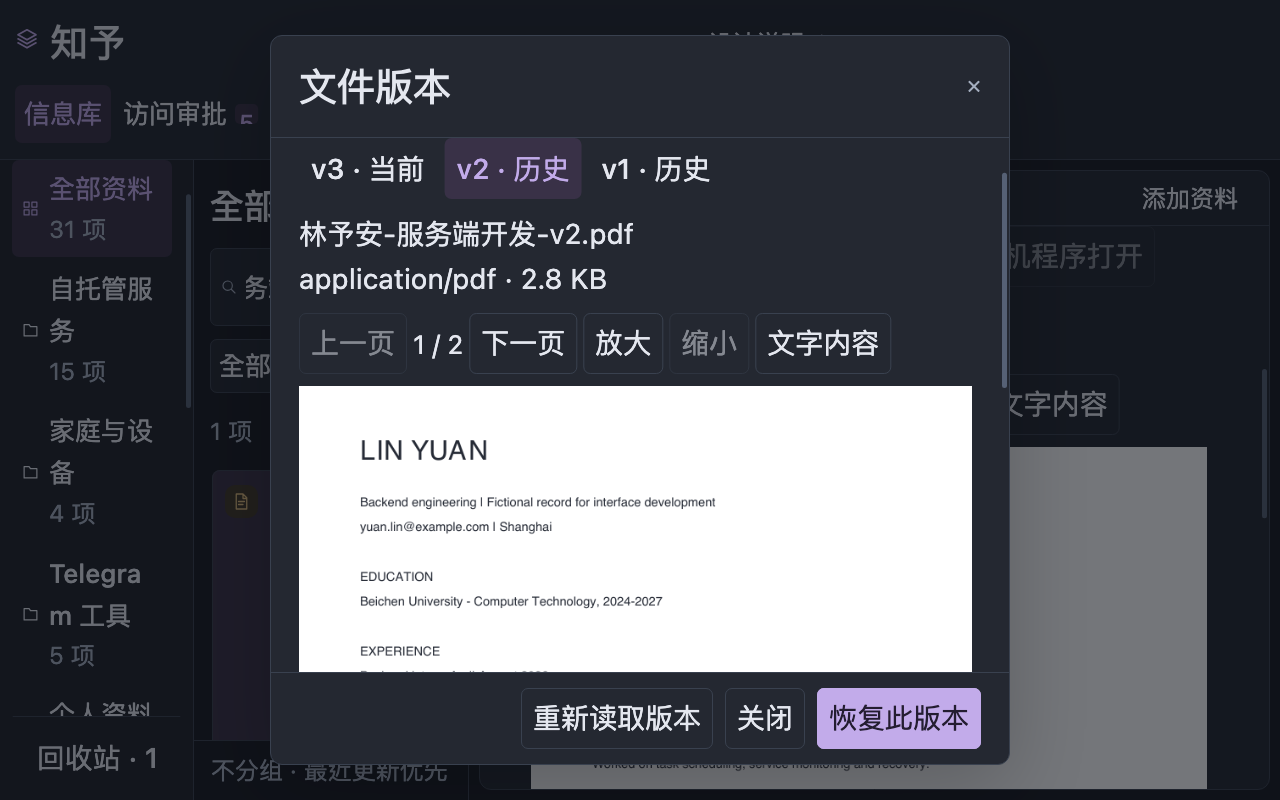 知予
信息库
访问审批
全部资料
31 项
自托管服
务
15 项
家庭与设
备
4 项
Telegra
m 工具
5 项
个人资料
回收站 · 1
全部
务
全部
1 项
不分组 · 最近更新优先
文件版本
×
v3 · 当前
v2 · 历史
v1 · 历史
林予安-服务端开发-v2.pdf
application/pdf · 2.8 KB
上一页
1 / 2
下一页
放大
缩小
文字内容
LIN YUAN
Backend engineering | Fictional record for interface development
yuan.lin@example.com | Shanghai
EDUCATION
Beichen University - Computer Technology, 2024-2027
EXPERIENCE
重新读取版本
关闭
恢复此版本
添加资料
机程序打开
文字内容
Worked on task scheduling, service monitoring and recovery.